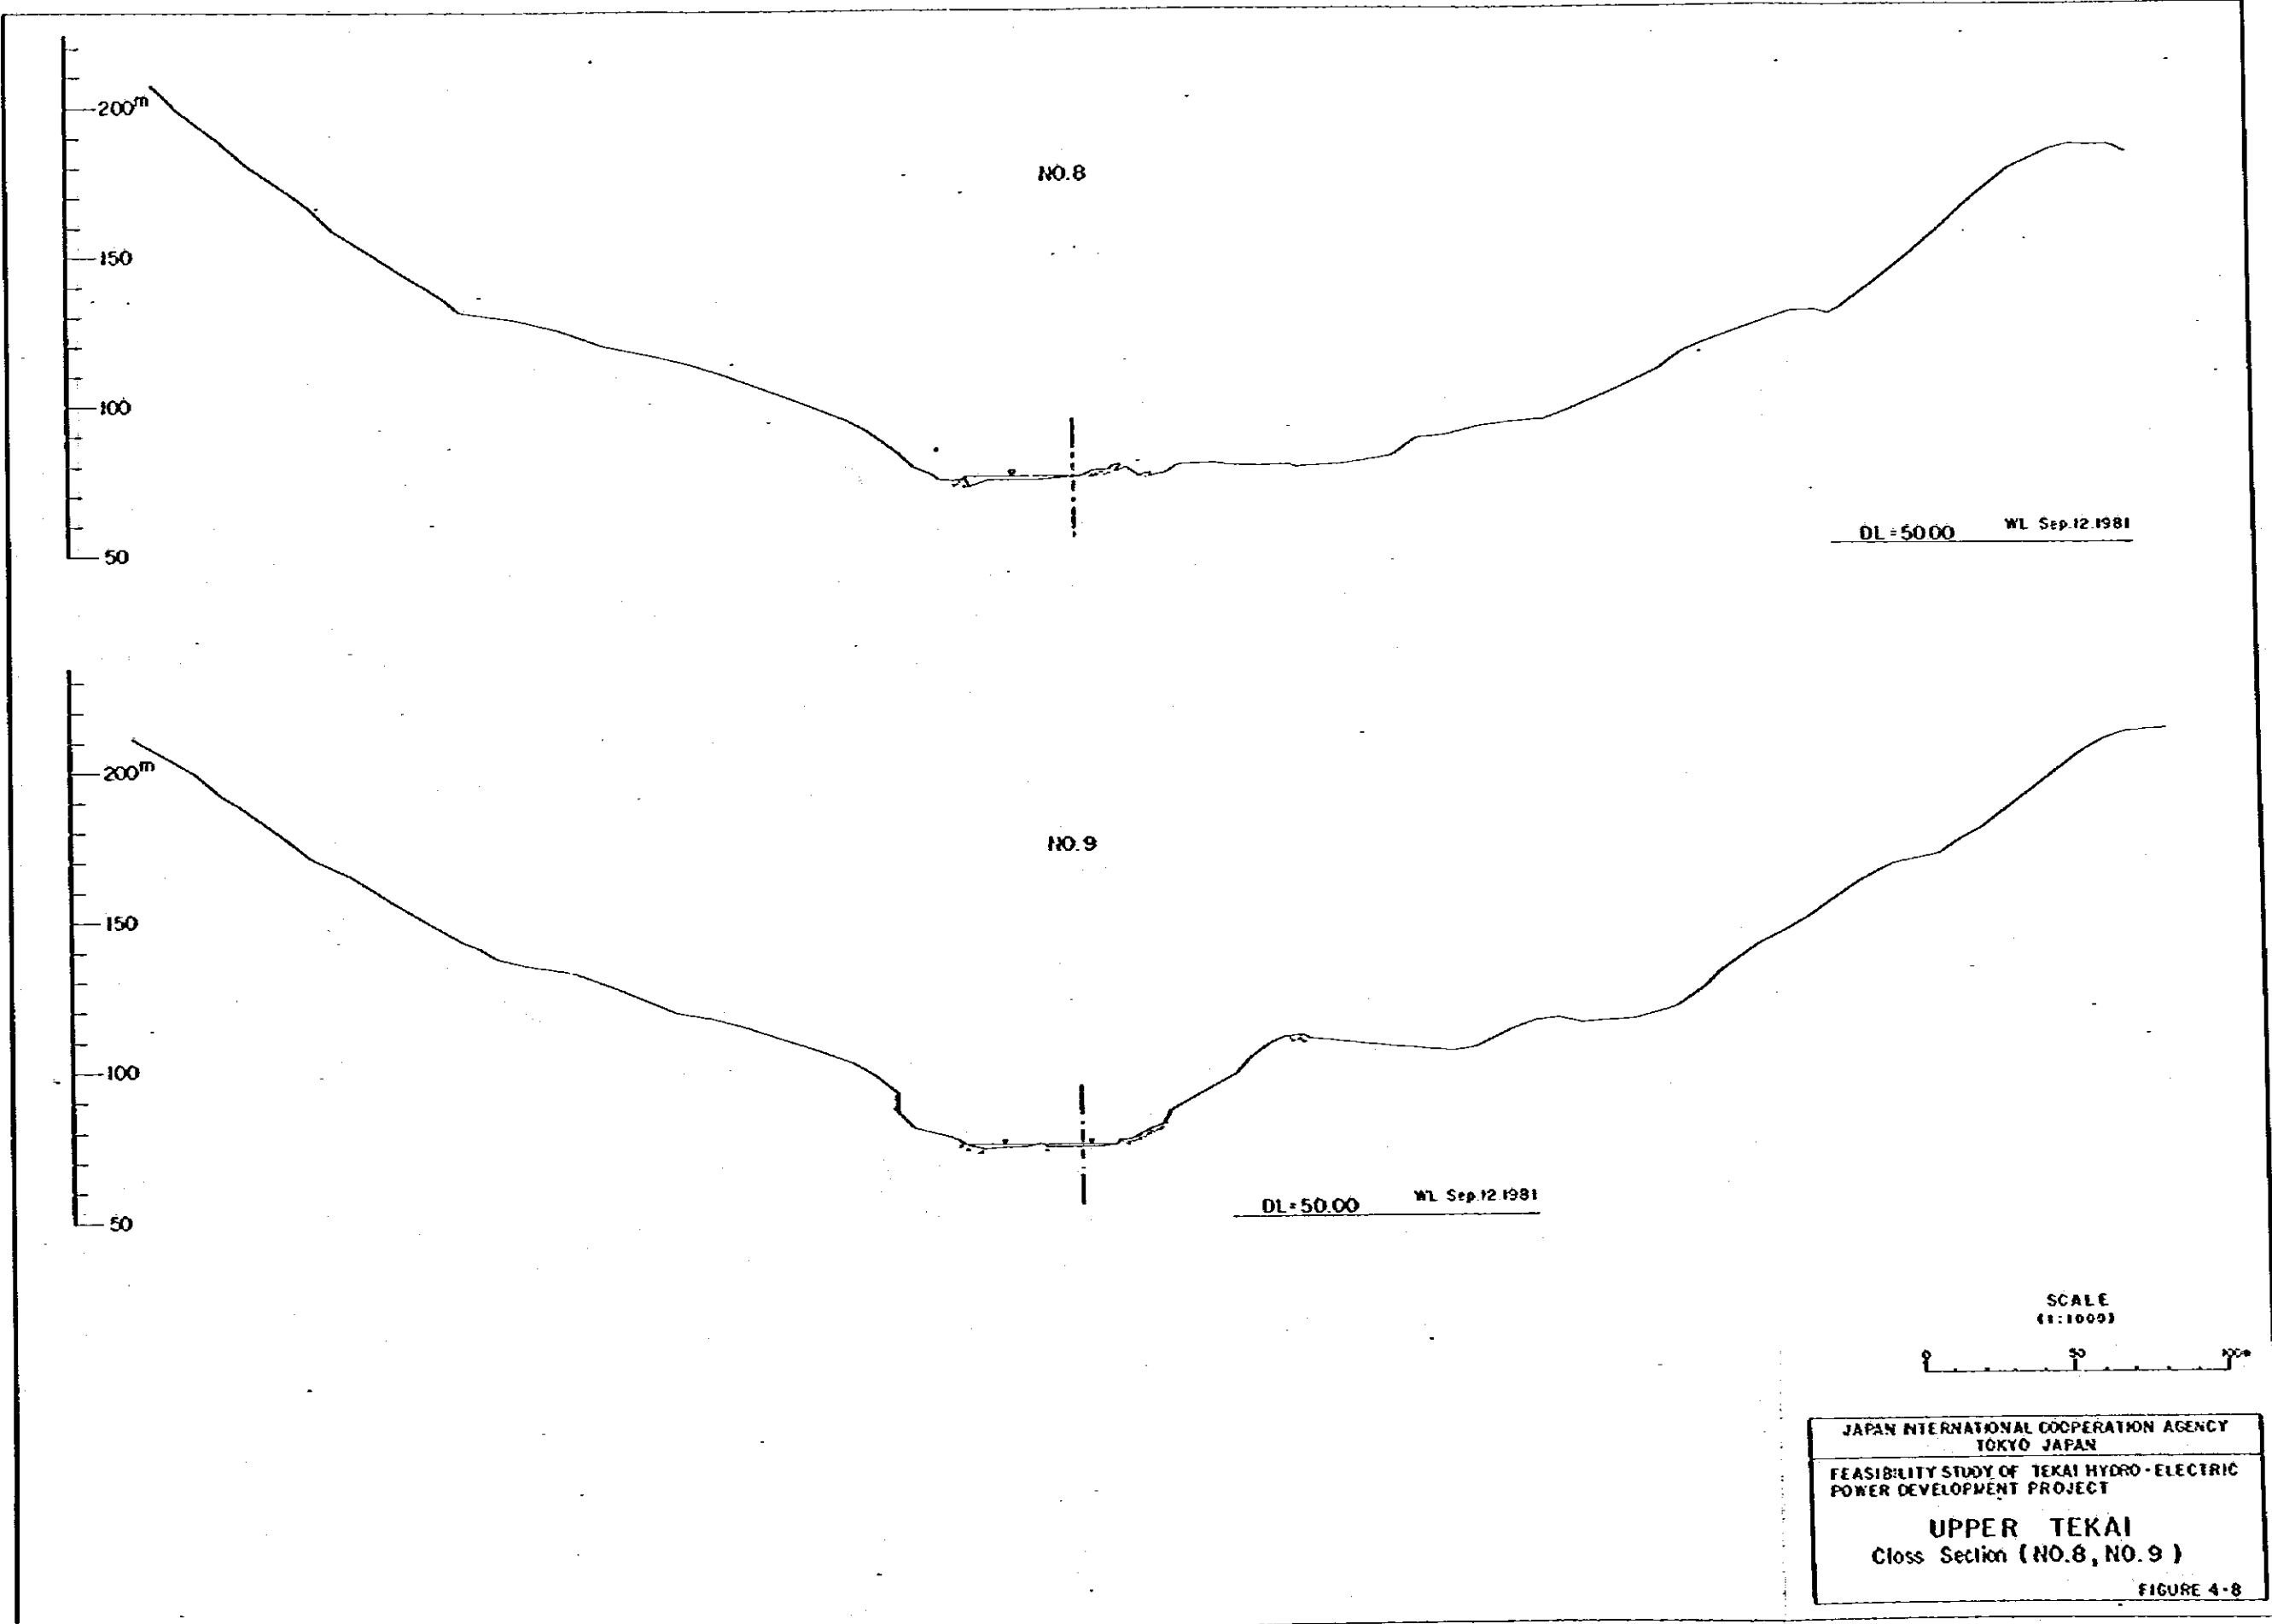 200m
150
100
50
NO.8
DL=50.00 WL Sep.12.1981
200m
150
100
50
NO.9
DL=50.00 WL Sep.12.1981
SCALE
(1:1000)
0 50 100m
JAPAN INTERNATIONAL COOPERATION AGENCY
TOKYO JAPAN
FEASIBILITY STUDY OF TEKAI HYDRO-ELECTRIC
POWER DEVELOPMENT PROJECT
UPPER TEKAI
Closs Section (NO.8, NO.9)
FIGURE 4-8